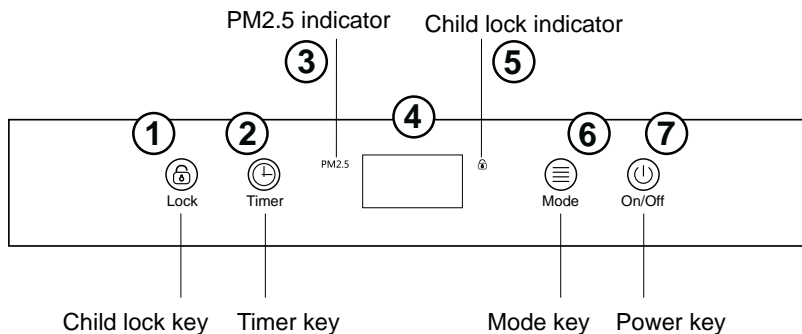 PM2.5 indicator
Child lock indicator
3
5
1
2
4
6
7
PM2.5
Lock
Timer
Mode
On/Off
Child lock key
Timer key
Mode key
Power key